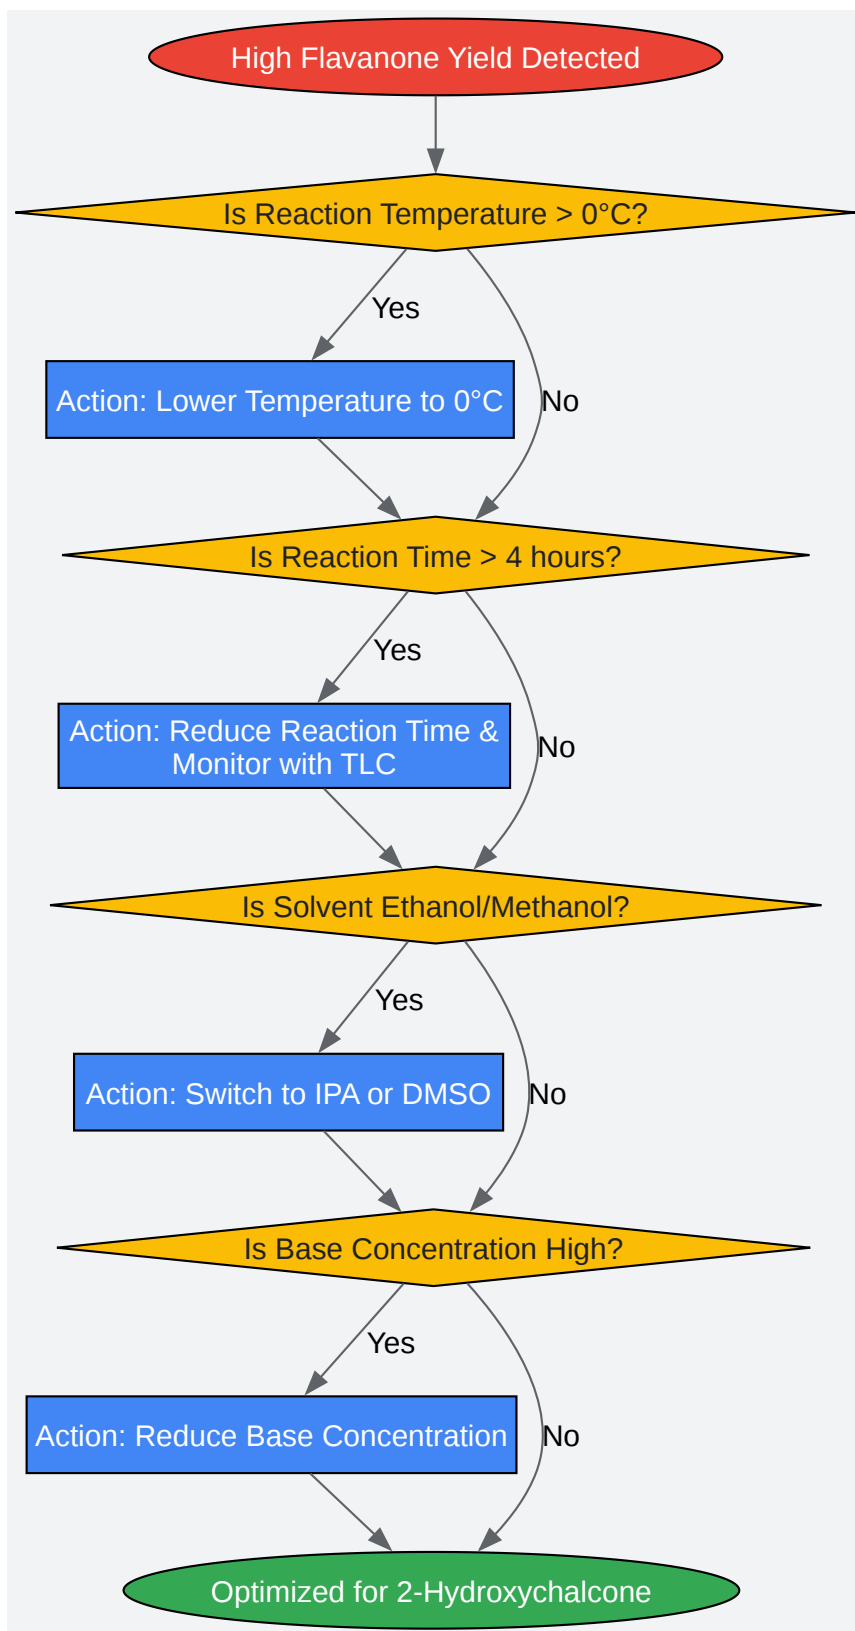 High Flavanone Yield Detected
Is Reaction Temperature > 0°C?
Yes
Action: Lower Temperature to 0°C
No
Is Reaction Time > 4 hours?
Yes
Action: Reduce Reaction Time &
Monitor with TLC
No
Is Solvent Ethanol/Methanol?
Yes
Action: Switch to IPA or DMSO
No
Is Base Concentration High?
Yes
Action: Reduce Base Concentration
No
Optimized for 2-Hydroxychalcone